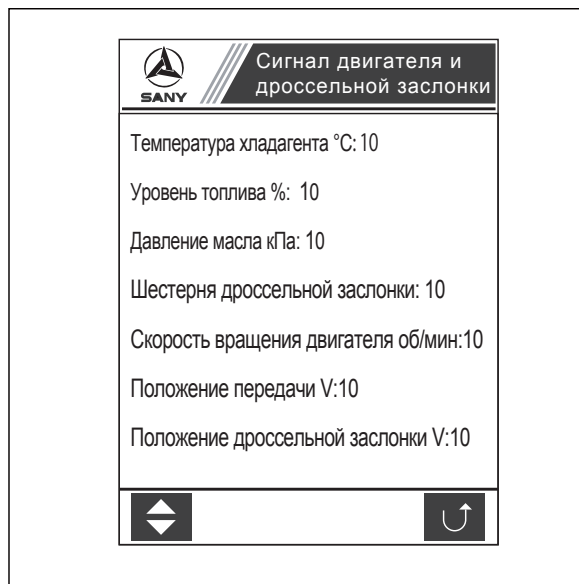 SANY
Сигнал двигателя и
дроссельной заслонки
Температура хладагента °C: 10
Уровень топлива %: 10
Давление масла кПа: 10
Шестерня дроссельной заслонки: 10
Скорость вращения двигателя об/мин:10
Положение передачи V:10
Положение дроссельной заслонки V:10